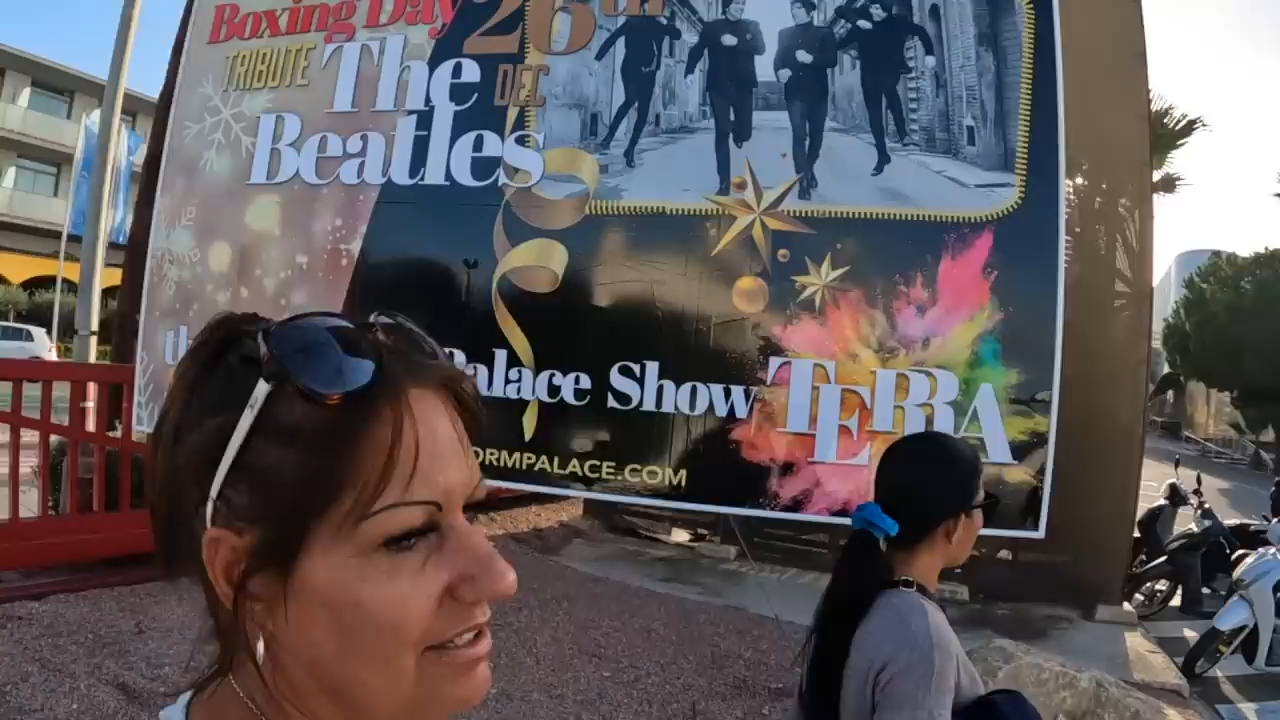 Boxing Day 26th
TRIBUTE The DEC
Beatles
Palace Show TERRA
ORMPALACE.COM